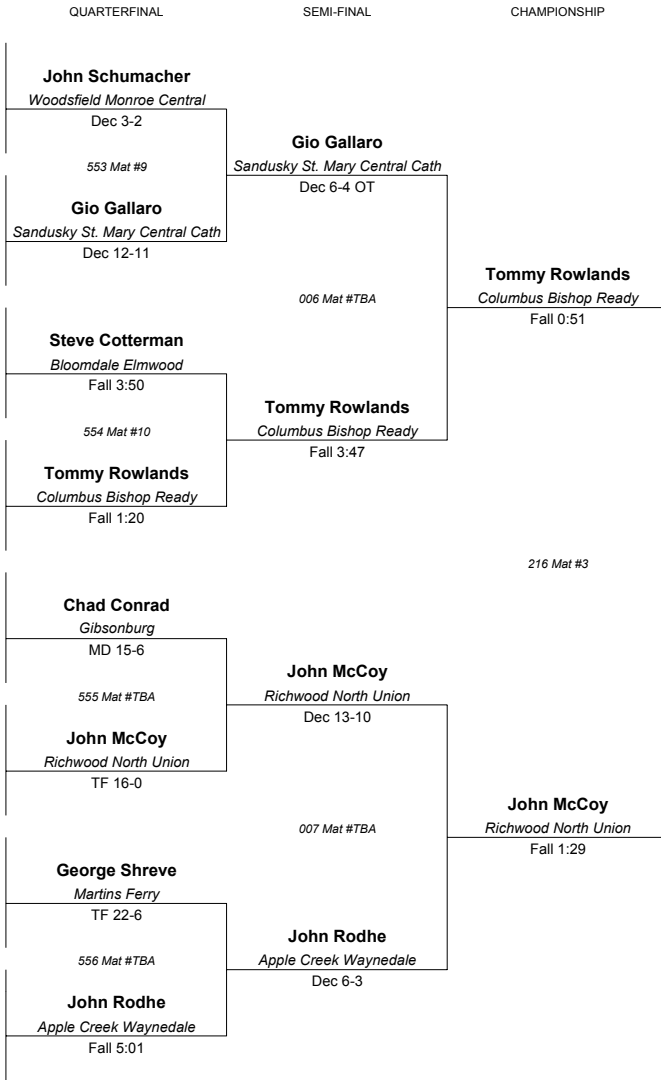 QUARTERFINAL
SEMI-FINAL
CHAMPIONSHIP
John Schumacher
Woodsfield Monroe Central
Dec 3-2
553 Mat #9
Gio Gallaro
Sandusky St. Mary Central Cath
Dec 12-11
Gio Gallaro
Sandusky St. Mary Central Cath
Dec 6-4 OT
006 Mat #TBA
Tommy Rowlands
Columbus Bishop Ready
Fall 0:51
Steve Cotterman
Bloomdale Elmwood
Fall 3:50
554 Mat #10
Tommy Rowlands
Columbus Bishop Ready
Fall 1:20
Tommy Rowlands
Columbus Bishop Ready
Fall 3:47
216 Mat #3
Chad Conrad
Gibsonburg
MD 15-6
555 Mat #TBA
John McCoy
Richwood North Union
TF 16-0
John McCoy
Richwood North Union
Dec 13-10
007 Mat #TBA
John McCoy
Richwood North Union
Fall 1:29
George Shreve
Martins Ferry
TF 22-6
556 Mat #TBA
John Rodhe
Apple Creek Waynedale
Fall 5:01
John Rodhe
Apple Creek Waynedale
Dec 6-3